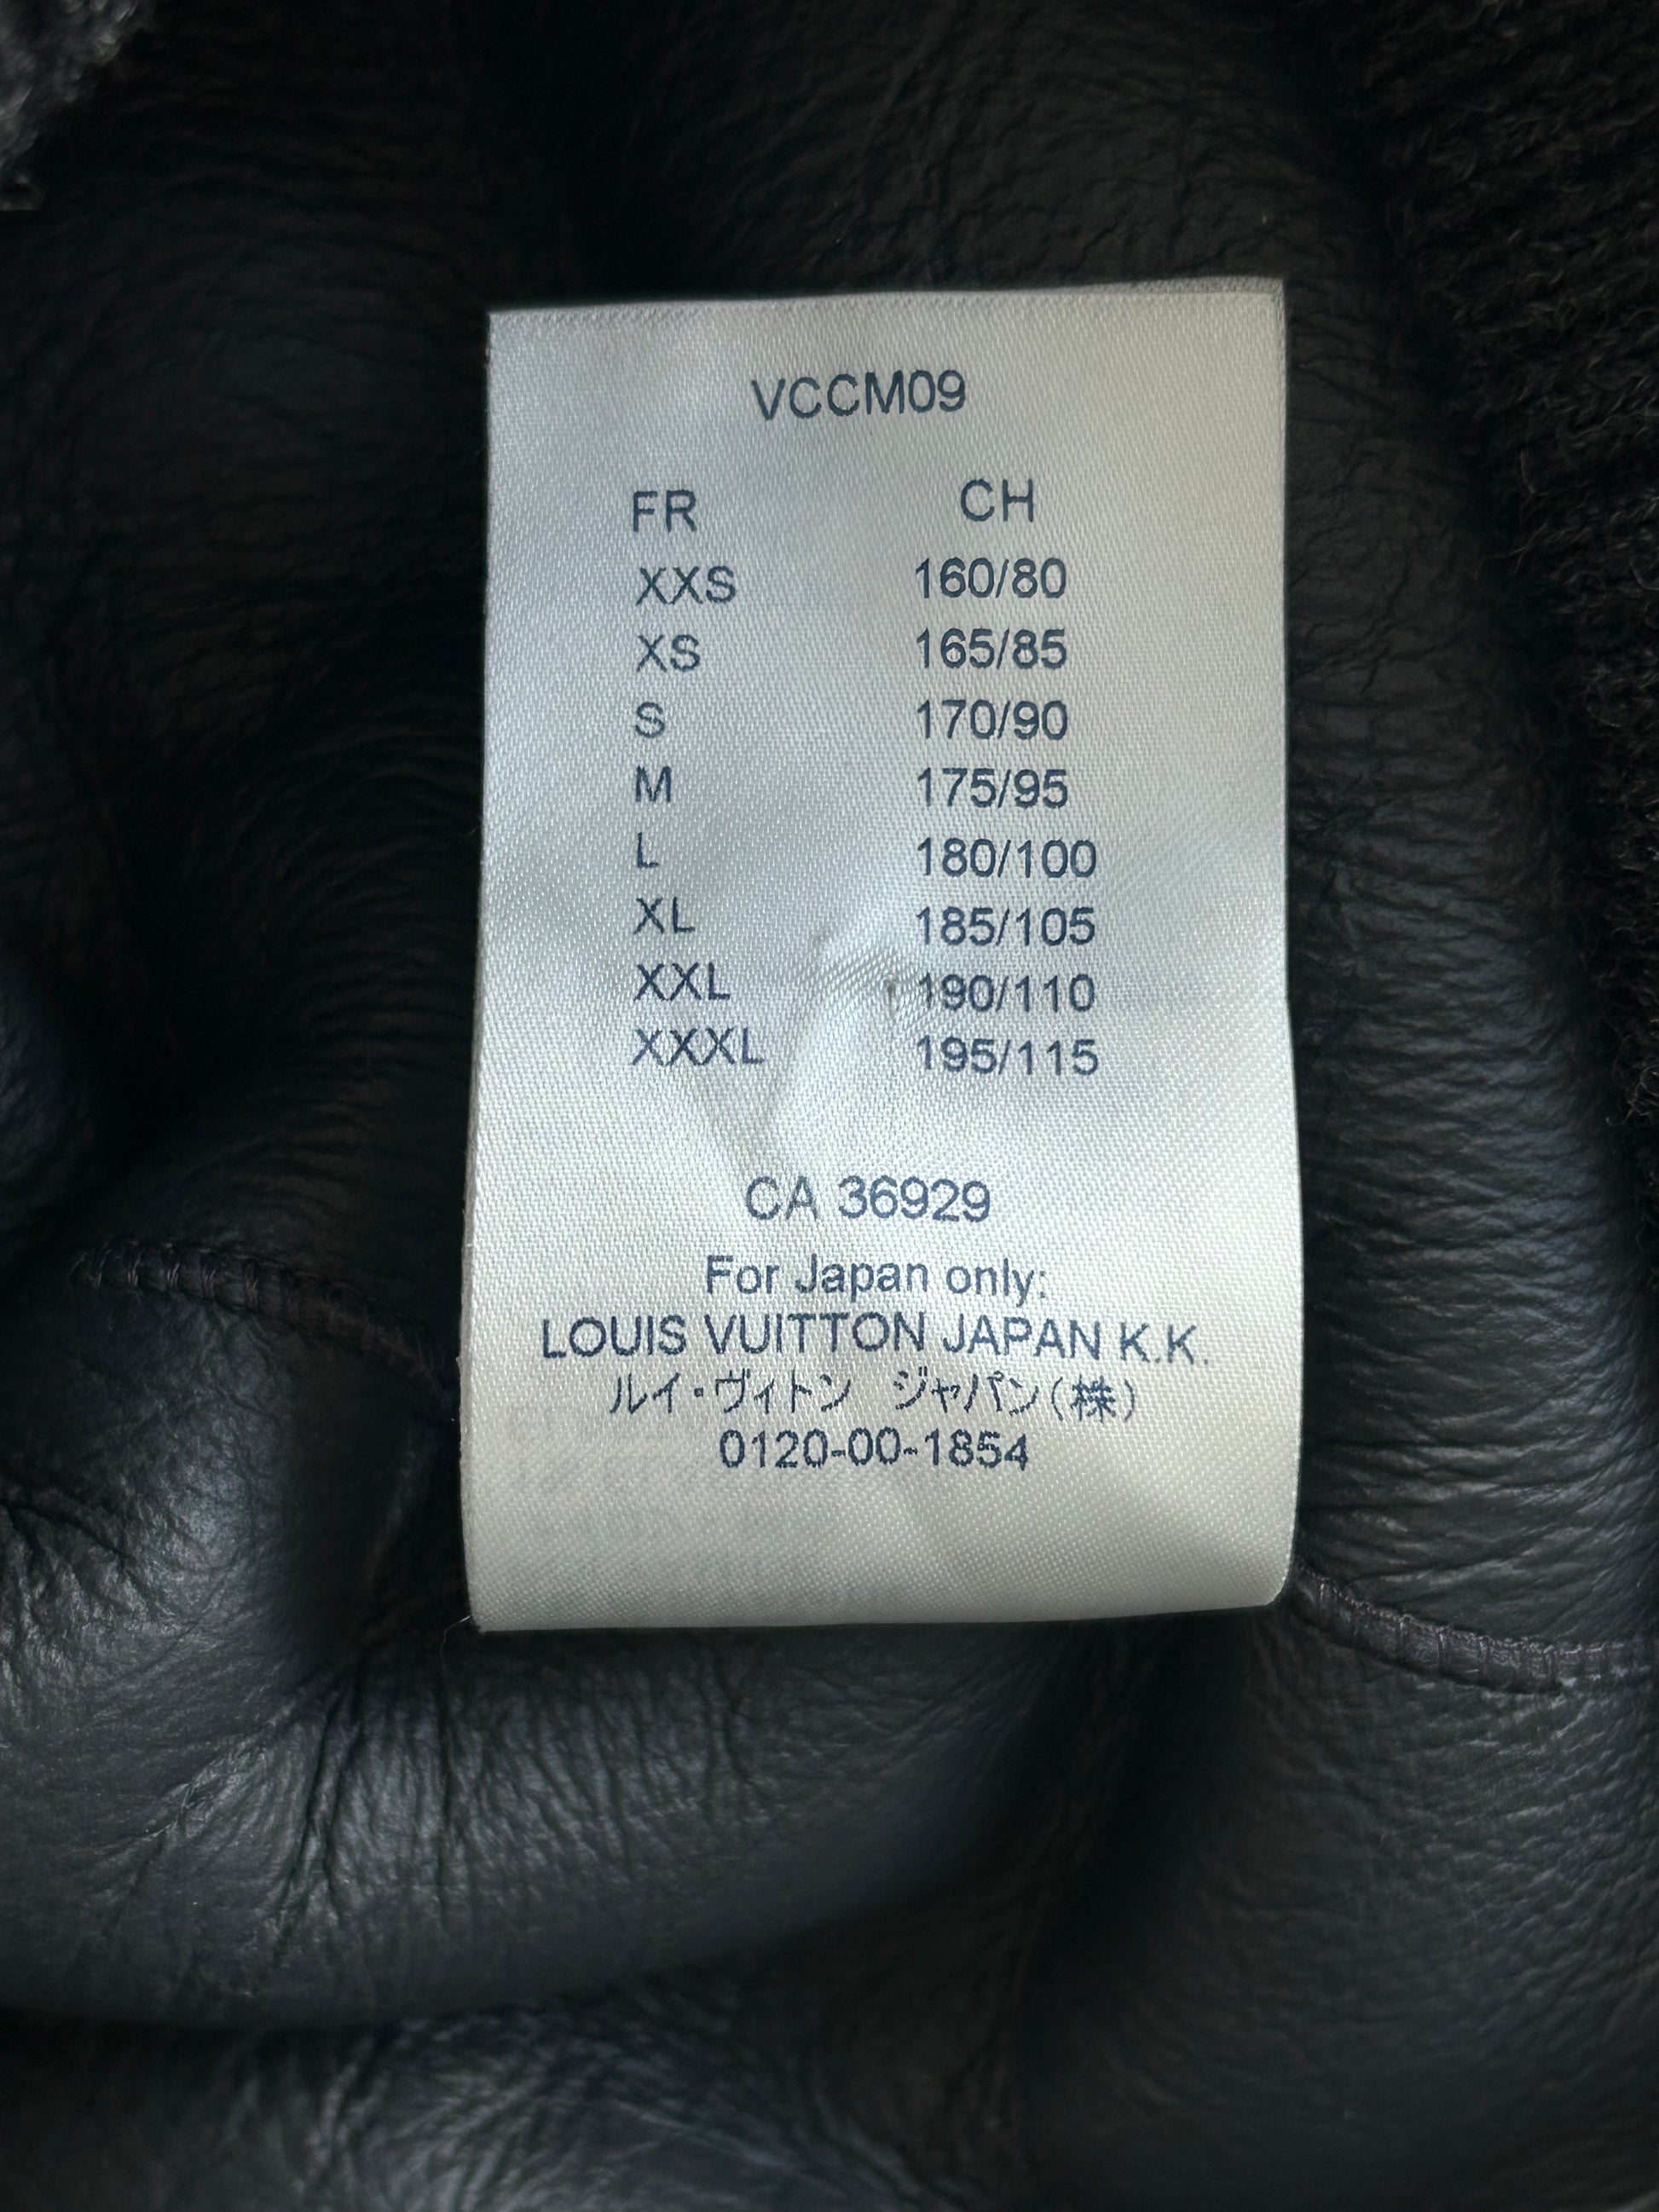 VCCM09
FR CH
XXS 160/80
XS 165/85
S 170/90
M 175/95
L 180/100
XL 185/105
XXL 190/110
XXXL 195/115
CA 36929
For Japan only:
LOUIS VUITTON JAPAN K.K.
ルイ・ヴィトン ジャパン(株)
0120-00-1854